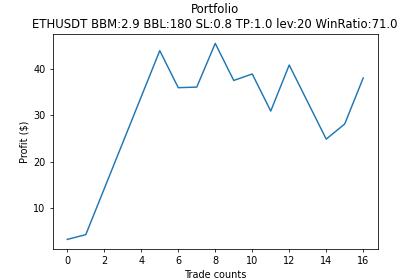 Portfolio
ETHUSDT BBM:2.9 BBL:180 SL:0.8 TP:1.0 lev:20 WinRatio:71.0
40
30
20
10
Profit ($)
0 2 4 6 8 10 12 14 16
Trade counts